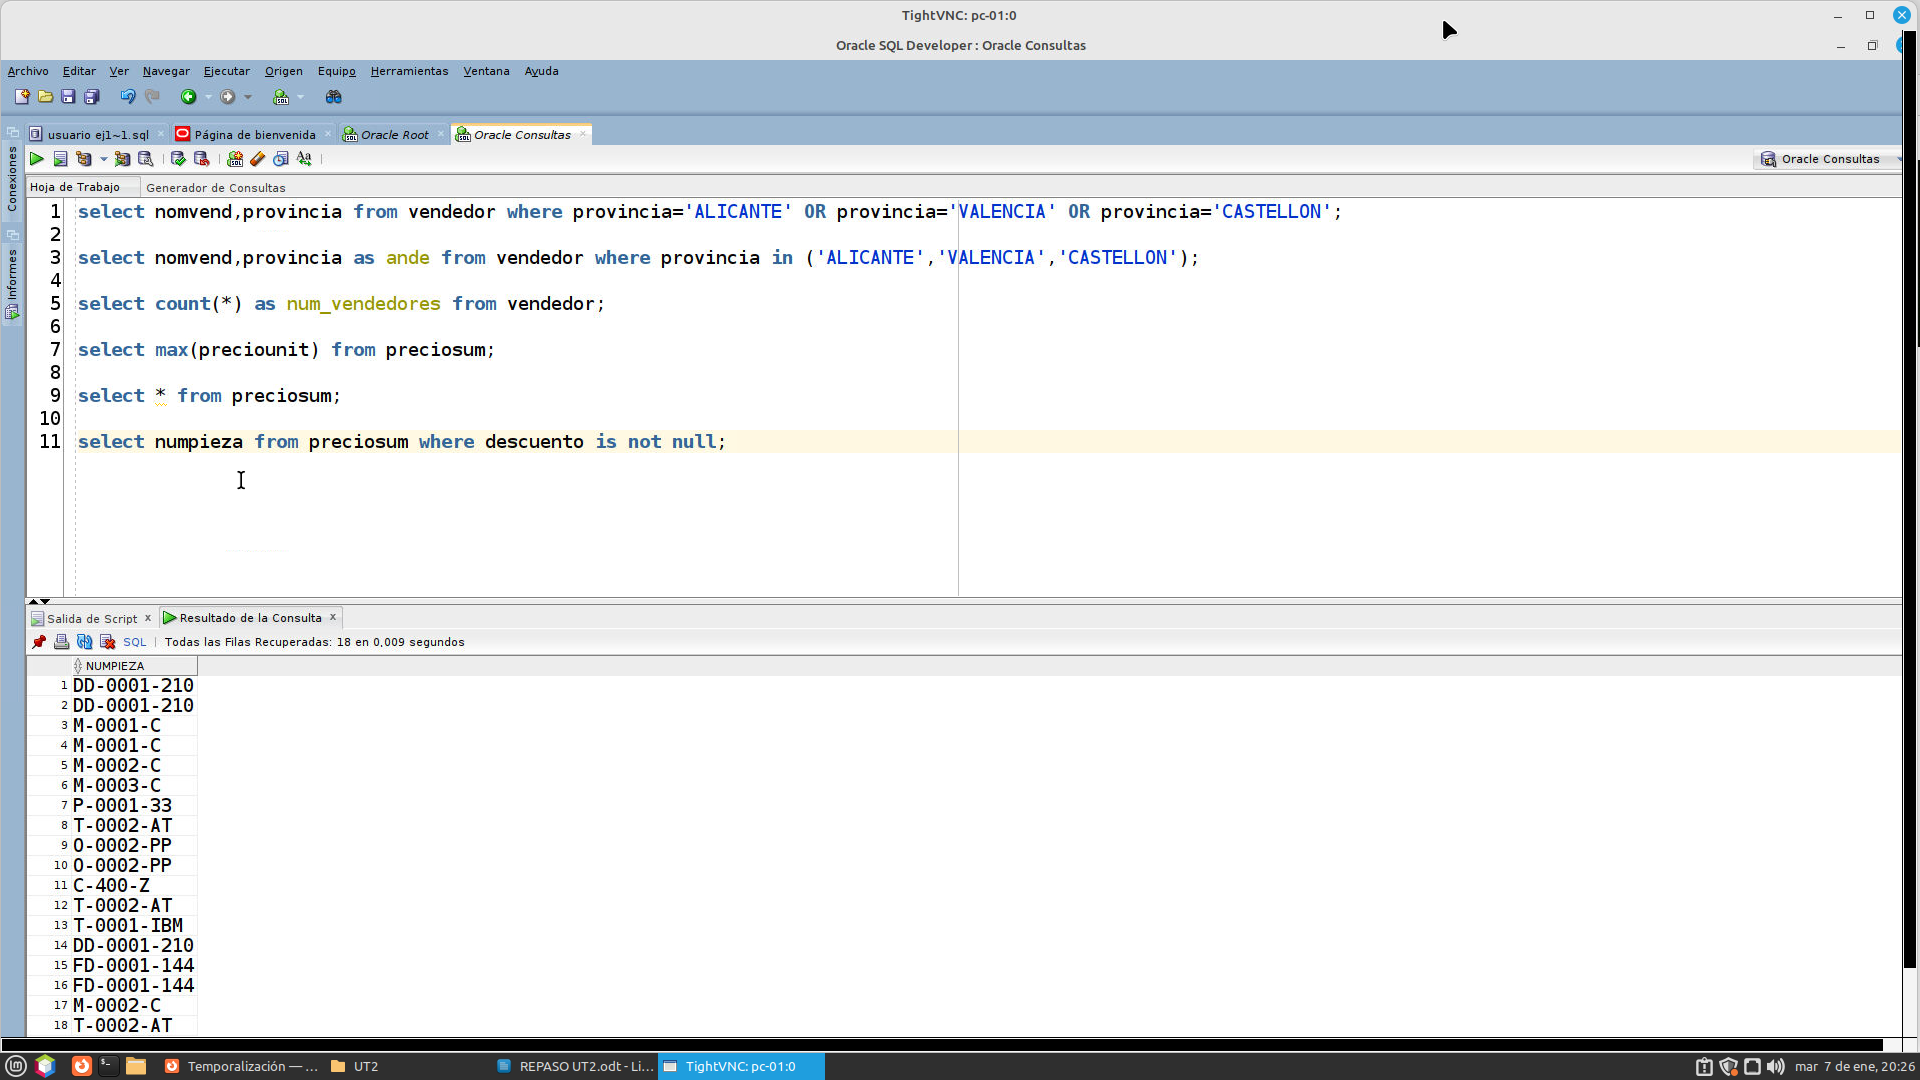 TightVNC: pc-01:0
Oracle SQL Developer : Oracle Consultas
Archivo Editar Ver Navegar Ejecutar Origen Equipo Herramientas Ventana Ayuda
usuario ej1~1.sql Página de bienvenida Oracle Root Oracle Consultas
Oracle Consultas
Conexiones
Informes
Hoja de Trabajo Generador de Consultas
1 select nomvend,provincia from vendedor where provincia='ALICANTE' OR provincia='VALENCIA' OR provincia='CASTELLON';
2
3 select nomvend,provincia as ande from vendedor where provincia in ('ALICANTE','VALENCIA','CASTELLON');
4
5 select count(*) as num_vendedores from vendedor;
6
7 select max(preciounit) from preciosum;
8
9 select * from preciosum;
10
11 select numpieza from preciosum where descuento is not null;
Salida de Script x Resultado de la Consulta x
SQL | Todas las Filas Recuperadas: 18 en 0,009 segundos
NUMPIEZA
1 DD-0001-210
2 DD-0001-210
3 M-0001-C
4 M-0001-C
5 M-0002-C
6 M-0003-C
7 P-0001-33
8 T-0002-AT
9 O-0002-PP
10 O-0002-PP
11 C-400-Z
12 T-0002-AT
13 T-0001-IBM
14 DD-0001-210
15 FD-0001-144
16 FD-0001-144
17 M-0002-C
18 T-0002-AT
Temporalización — ... UT2 REPASO UT2.odt - Li... TightVNC: pc-01:0 mar 7 de ene, 20:26